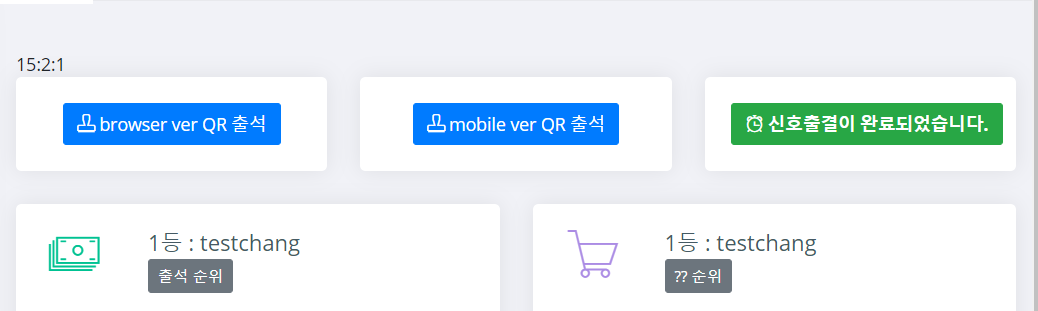 15:2:1
browser ver QR 출석
mobile ver QR 출석
신호출결이 완료되었습니다.
1등 : testchang
출석 순위
1등 : testchang
?? 순위